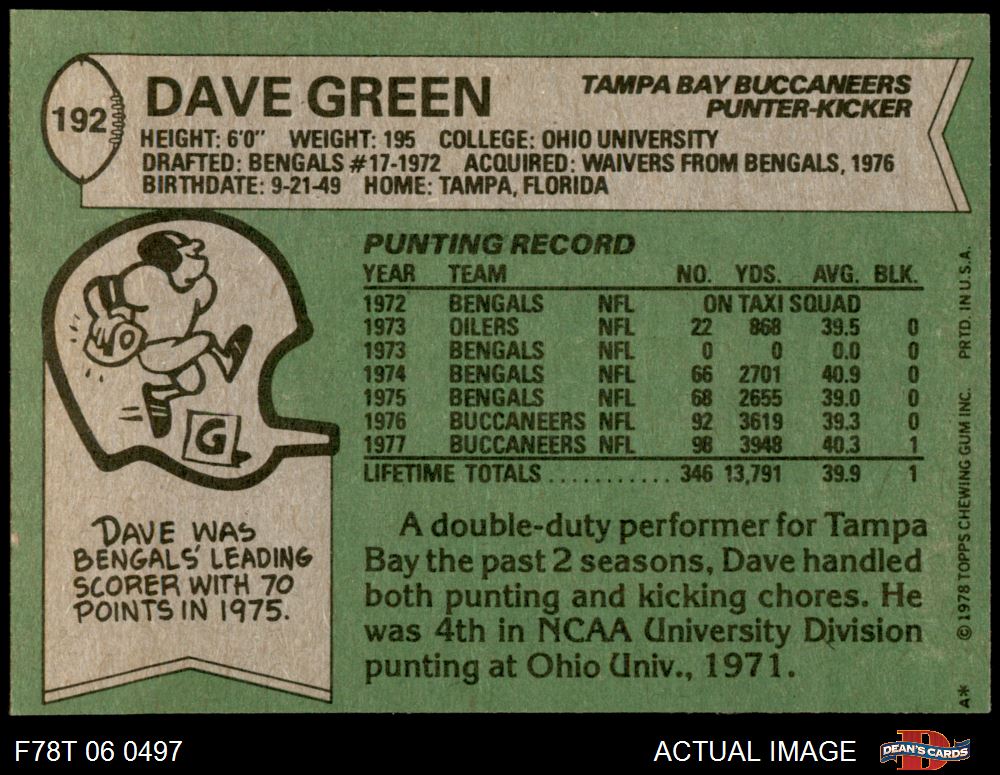 192
DAVE GREEN
TAMPA BAY BUCCANEERS
PUNTER-KICKER
HEIGHT: 6'0" WEIGHT: 195 COLLEGE: OHIO UNIVERSITY
DRAFTED: BENGALS #17-1972 ACQUIRED: WAIVERS FROM BENGALS, 1976
BIRTHDATE: 9-21-49 HOME: TAMPA, FLORIDA
PUNTING RECORD
YEAR TEAM NO. YDS. AVG. BLK.
1972 BENGALS NFL ON TAXI SQUAD
1973 OILERS NFL 22 868 39.5 0
1973 BENGALS NFL 0 0 0.0 0
1974 BENGALS NFL 66 2701 40.9 0
1975 BENGALS NFL 68 2655 39.0 0
1976 BUCCANEERS NFL 92 3619 39.3 0
1977 BUCCANEERS NFL 98 3948 40.3 1
LIFETIME TOTALS ........... 346 13,791 39.9 1
G
DAVE WAS
BENGALS' LEADING
SCORER WITH 70
POINTS IN 1975.
A double-duty performer for Tampa
Bay the past 2 seasons, Dave handled
both punting and kicking chores. He
was 4th in NCAA University Division
punting at Ohio Univ., 1971.
A* © 1978 TOPPS CHEWING GUM INC. PRTD. IN U.S.A.
F78T 06 0497
ACTUAL IMAGE
DEAN'S CARDS